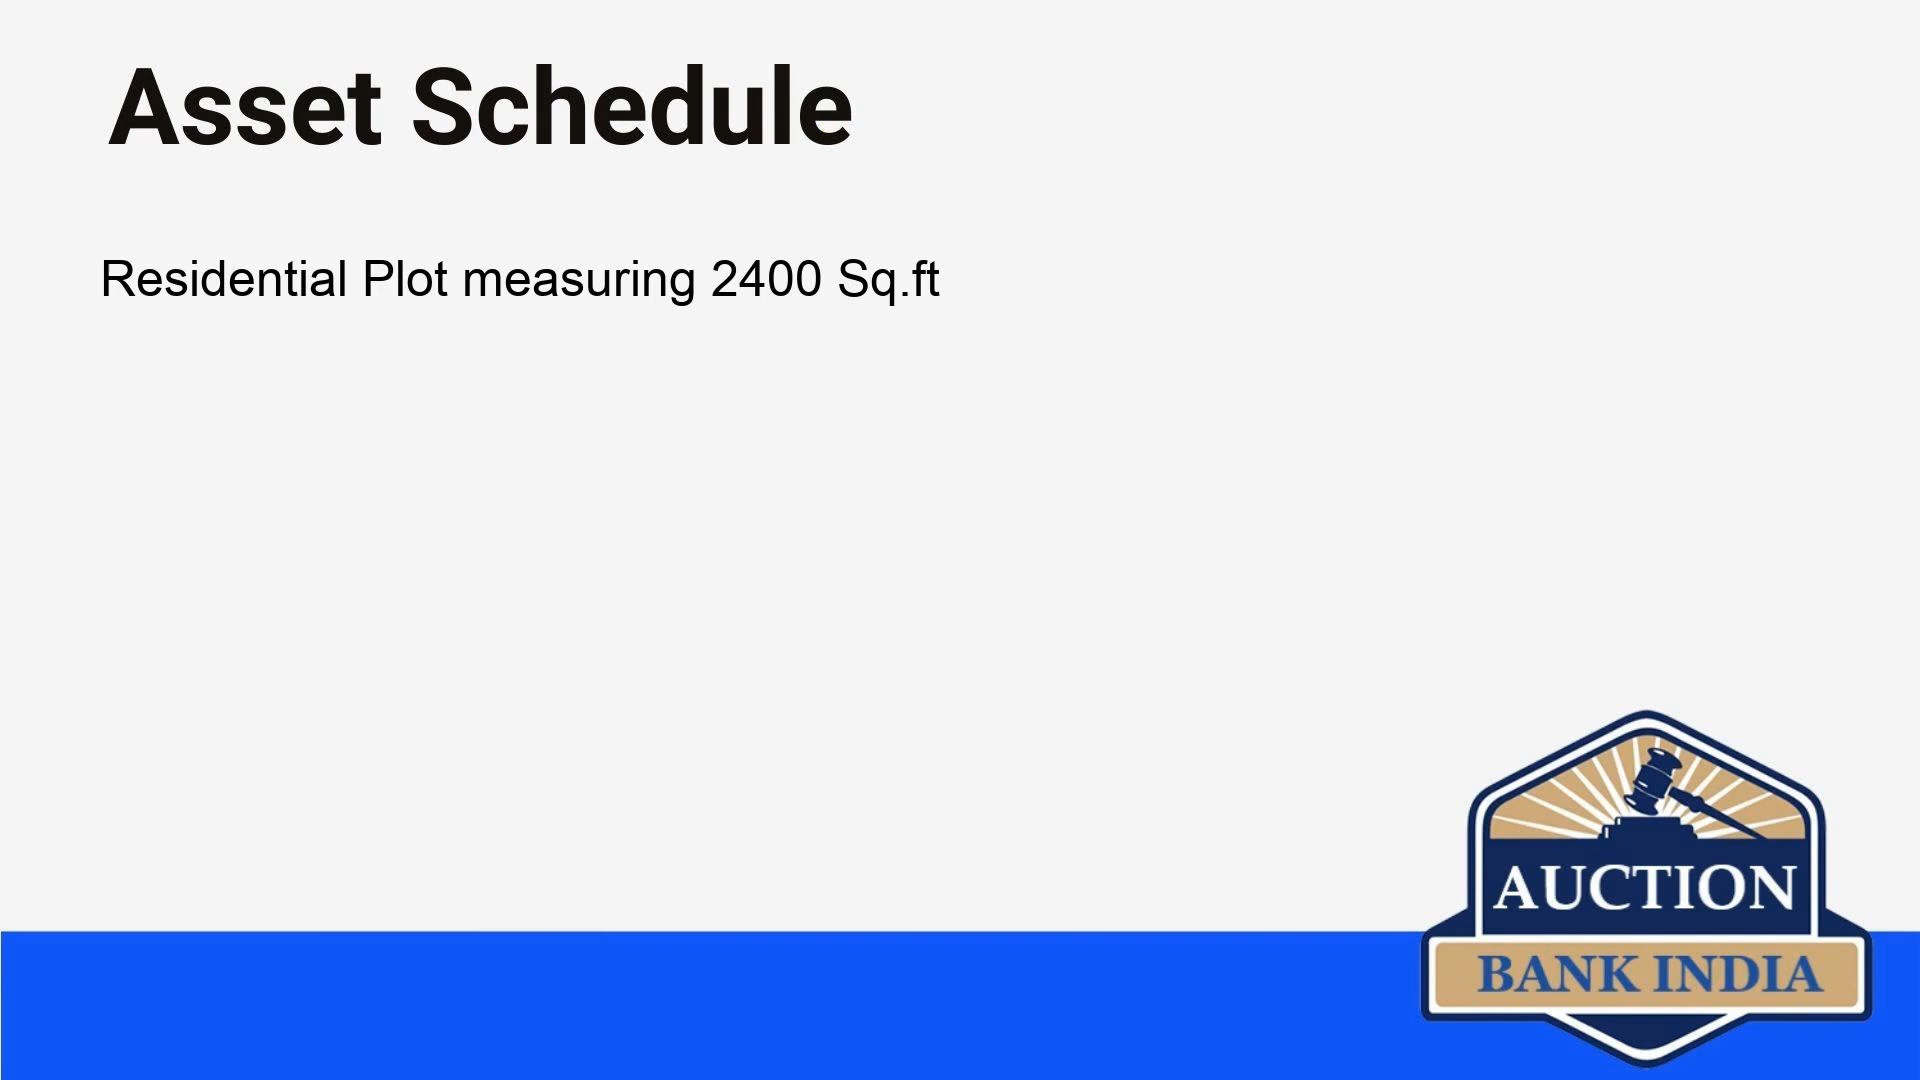 Asset Schedule
Residential Plot measuring 2400 Sq.ft
AUCTION
BANK INDIA